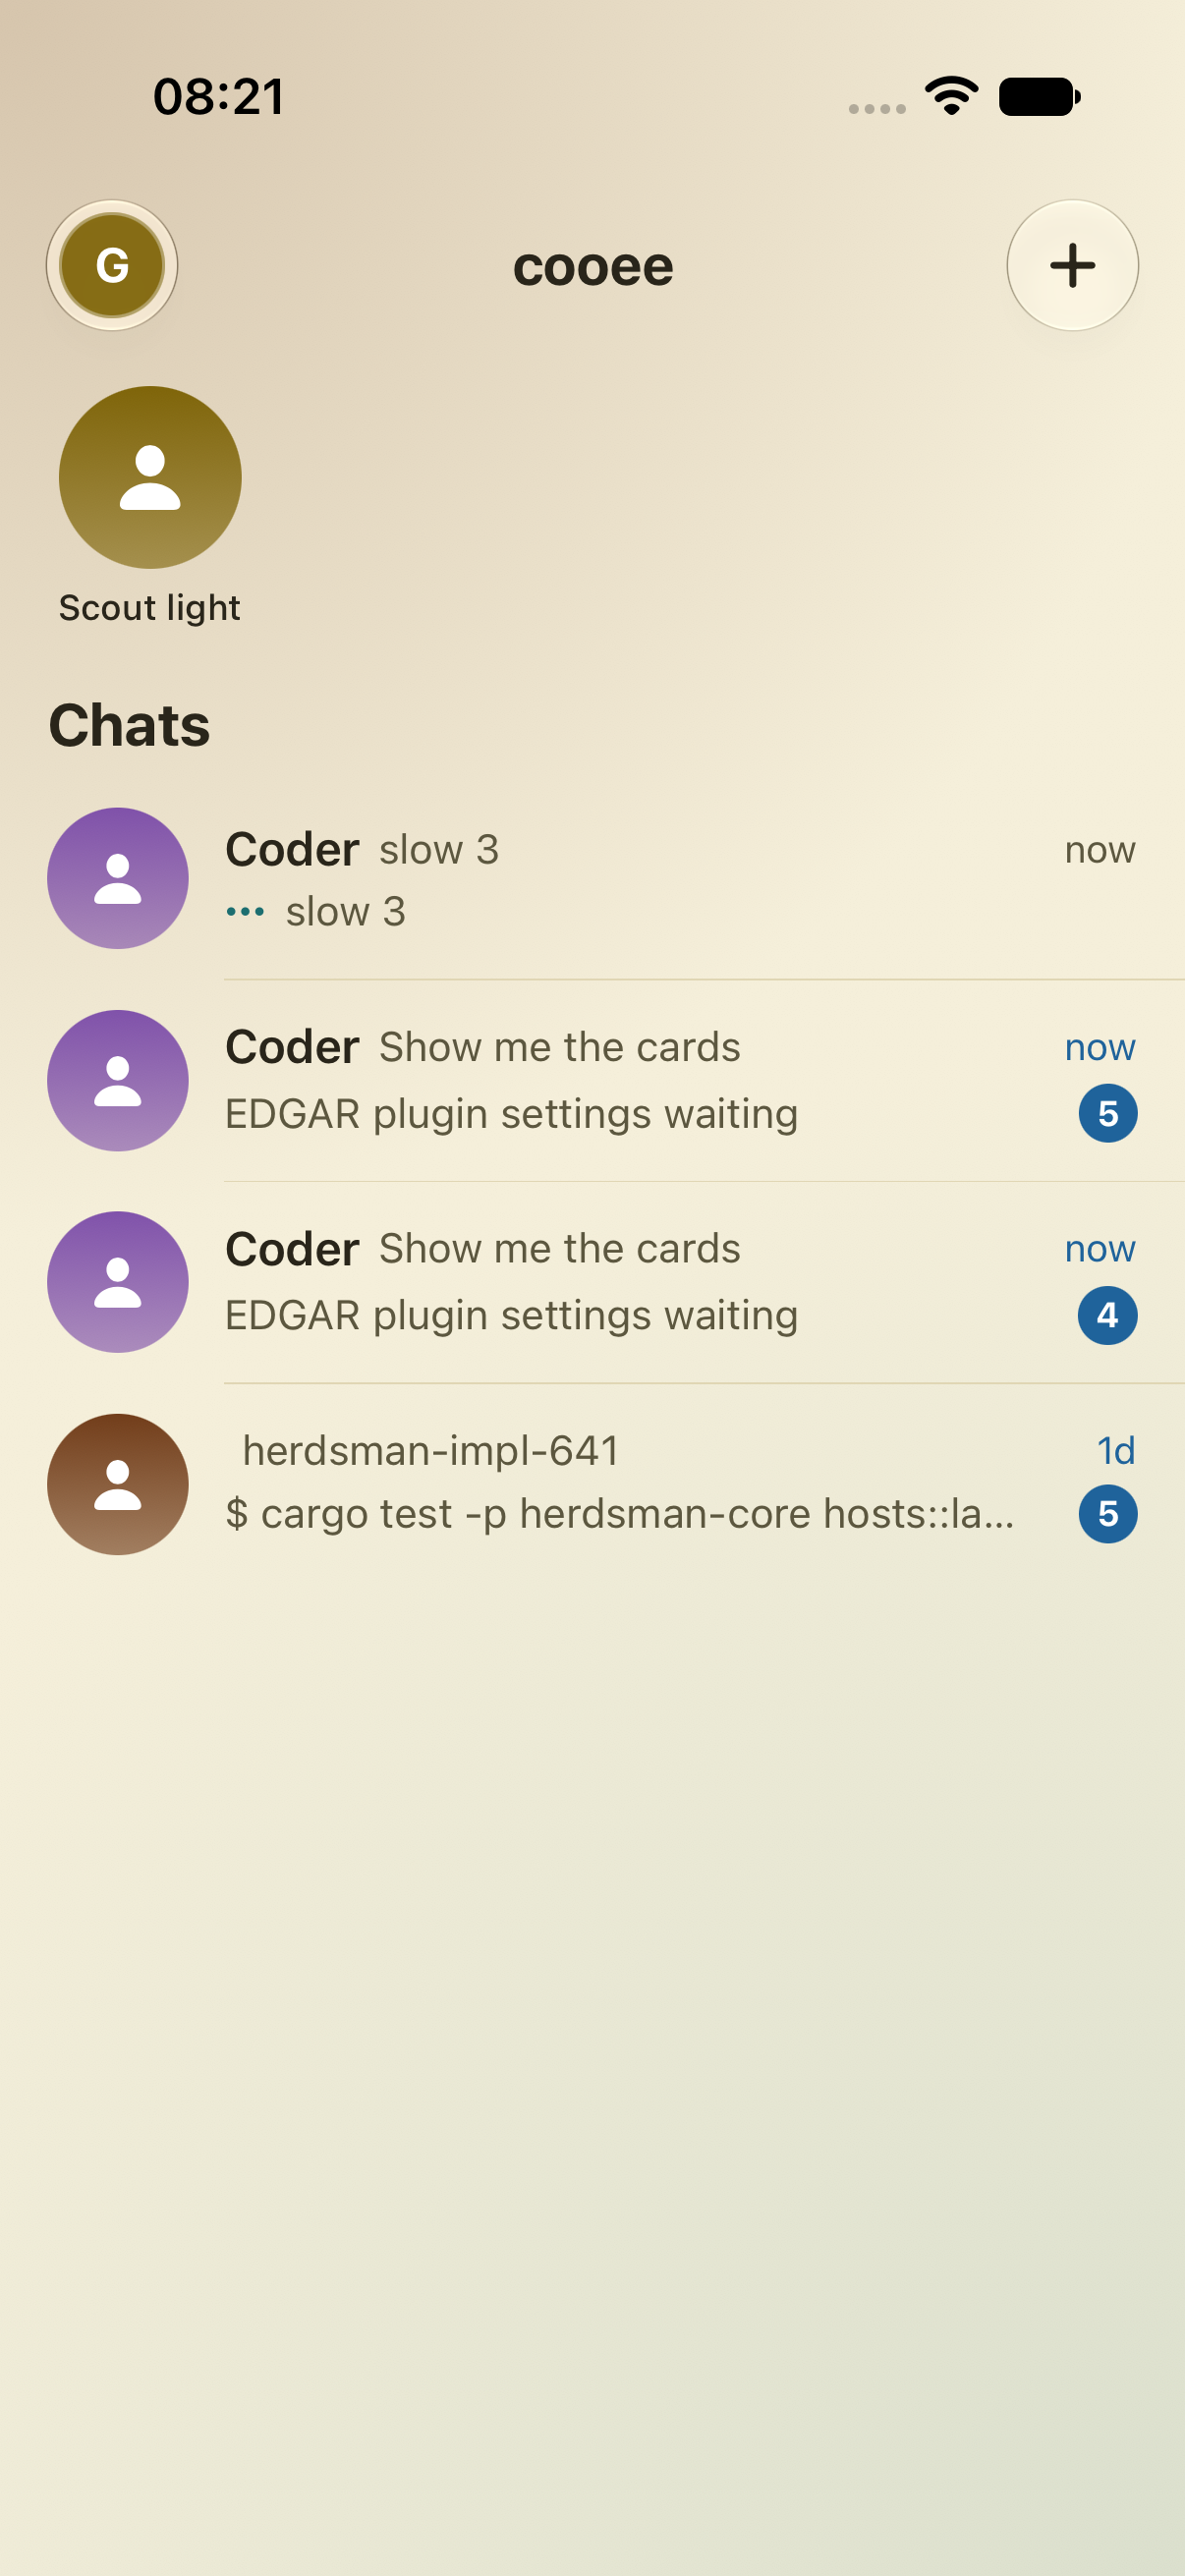 08:21
G
cooee
Scout light
Chats
Coder slow 3 now
••• slow 3
Coder Show me the cards now
EDGAR plugin settings waiting 5
Coder Show me the cards now
EDGAR plugin settings waiting 4
herdsman-impl-641 1d
$ cargo test -p herdsman-core hosts::la... 5